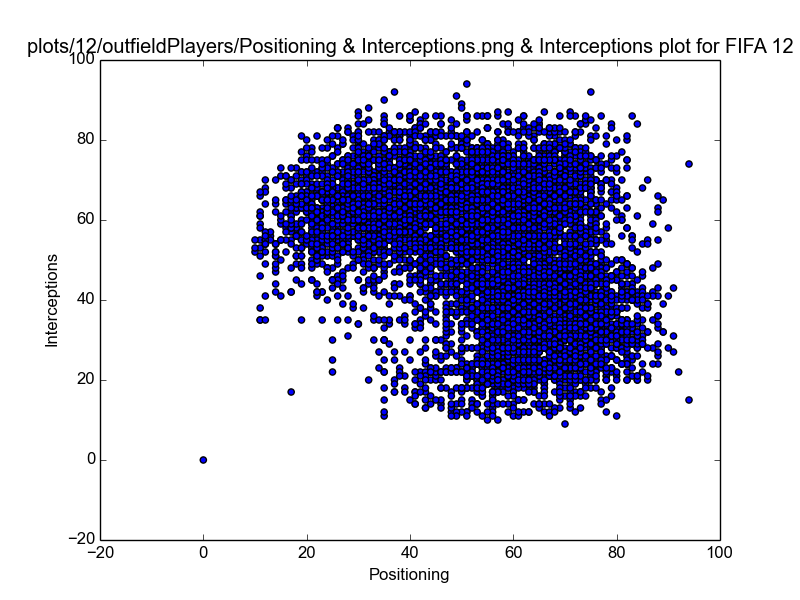 plots/12/outfieldPlayers/Positioning & Interceptions.png & Interceptions plot for FIFA 12
100
80
60
40
20
0
−20
Interceptions
−20 0 20 40 60 80 100
Positioning